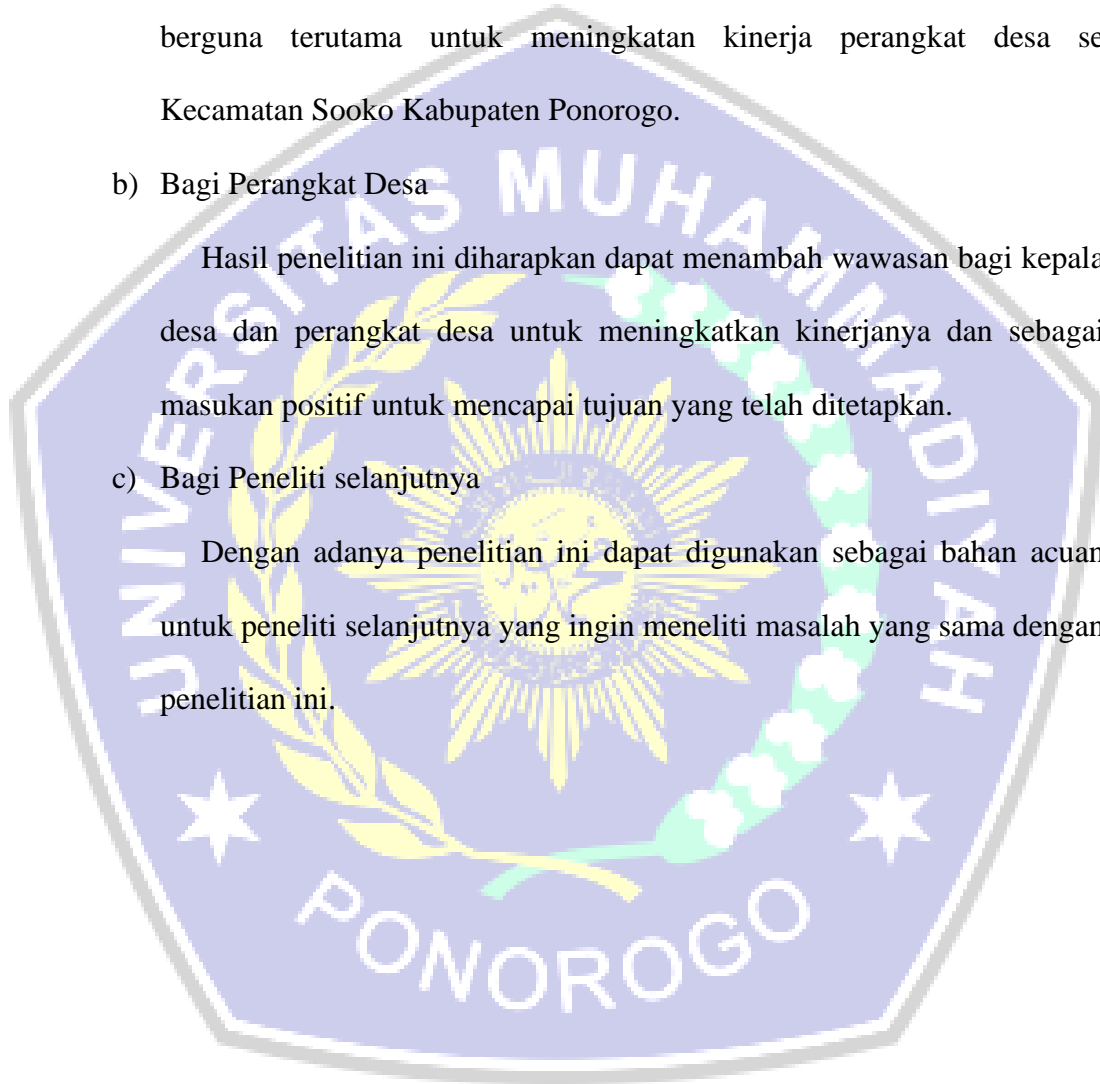 berguna terutama untuk meningkatan kinerja perangkat desa se
Kecamatan Sooko Kabupaten Ponorogo.
b) Bagi Perangkat Desa
Hasil penelitian ini diharapkan dapat menambah wawasan bagi kepala
desa dan perangkat desa untuk meningkatkan kinerjanya dan sebagai
masukan positif untuk mencapai tujuan yang telah ditetapkan.
c) Bagi Peneliti selanjutnya
Dengan adanya penelitian ini dapat digunakan sebagai bahan acuan
untuk peneliti selanjutnya yang ingin meneliti masalah yang sama dengan
penelitian ini.
UNIVERSITAS MUHAMMADIYAH
PONOROGO